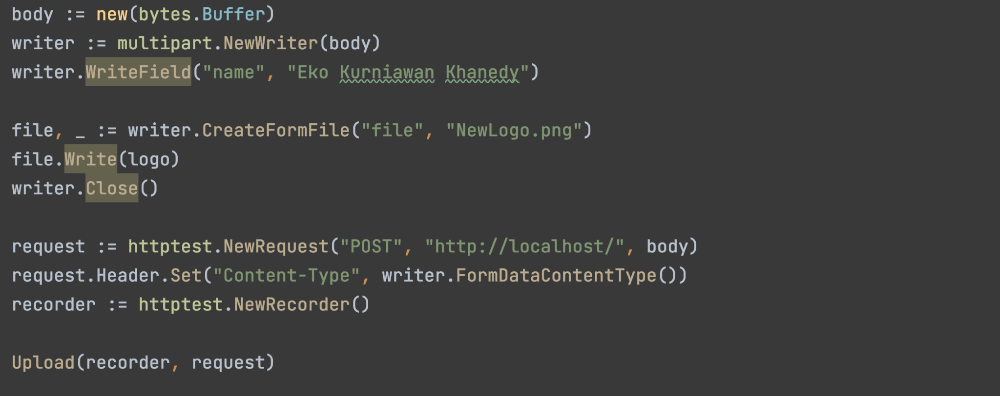 body := new(bytes.Buffer)
writer := multipart.NewWriter(body)
writer.WriteField("name", "Eko Kurniawan Khanedy")
file, _ := writer.CreateFormFile("file", "NewLogo.png")
file.Write(logo)
writer.Close()
request := httptest.NewRequest("POST", "http://localhost/", body)
request.Header.Set("Content-Type", writer.FormDataContentType())
recorder := httptest.NewRecorder()
Upload(recorder, request)